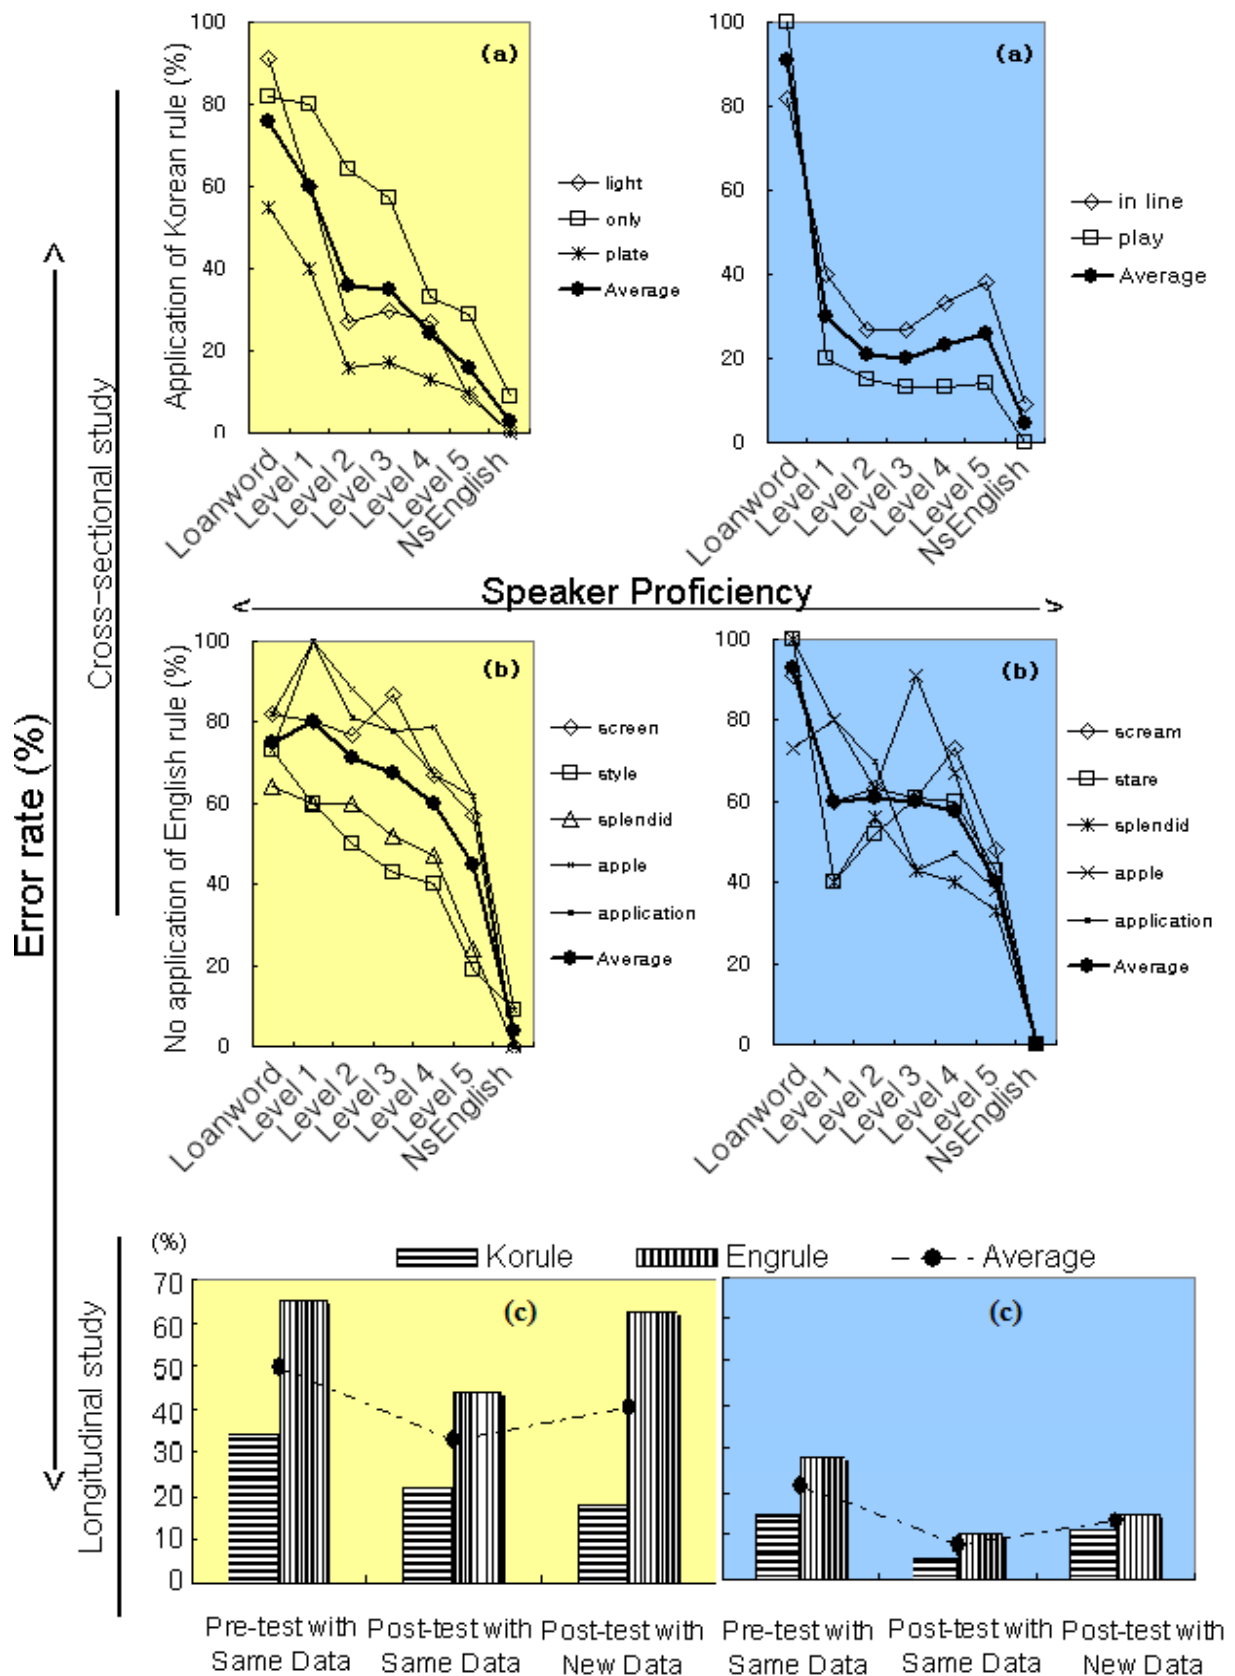 Error rate (%)
Cross-sectional study
Application of Korean rule (%)
100
80
60
40
20
0
(a)
light
only
plate
Average
Loanword
Level 1
Level 2
Level 3
Level 4
Level 5
NsEnglish
100
80
60
40
20
0
(a)
in line
play
Average
Loanword
Level 1
Level 2
Level 3
Level 4
Level 5
NsEnglish
Speaker Proficiency
No application of English rule (%)
100
80
60
40
20
0
(b)
screen
style
splendid
apple
application
Average
Loanword
Level 1
Level 2
Level 3
Level 4
Level 5
NsEnglish
100
80
60
40
20
0
(b)
scream
stare
splendid
apple
application
Average
Loanword
Level 1
Level 2
Level 3
Level 4
Level 5
NsEnglish
Longitudinal study
(%)
Korule
Engrule
Average
70
60
50
40
30
20
10
0
(c)
(c)
Pre-test with
Same Data
Post-test with
Same Data
Post-test with
New Data
Pre-test with
Same Data
Post-test with
Same Data
Post-test with
New Data